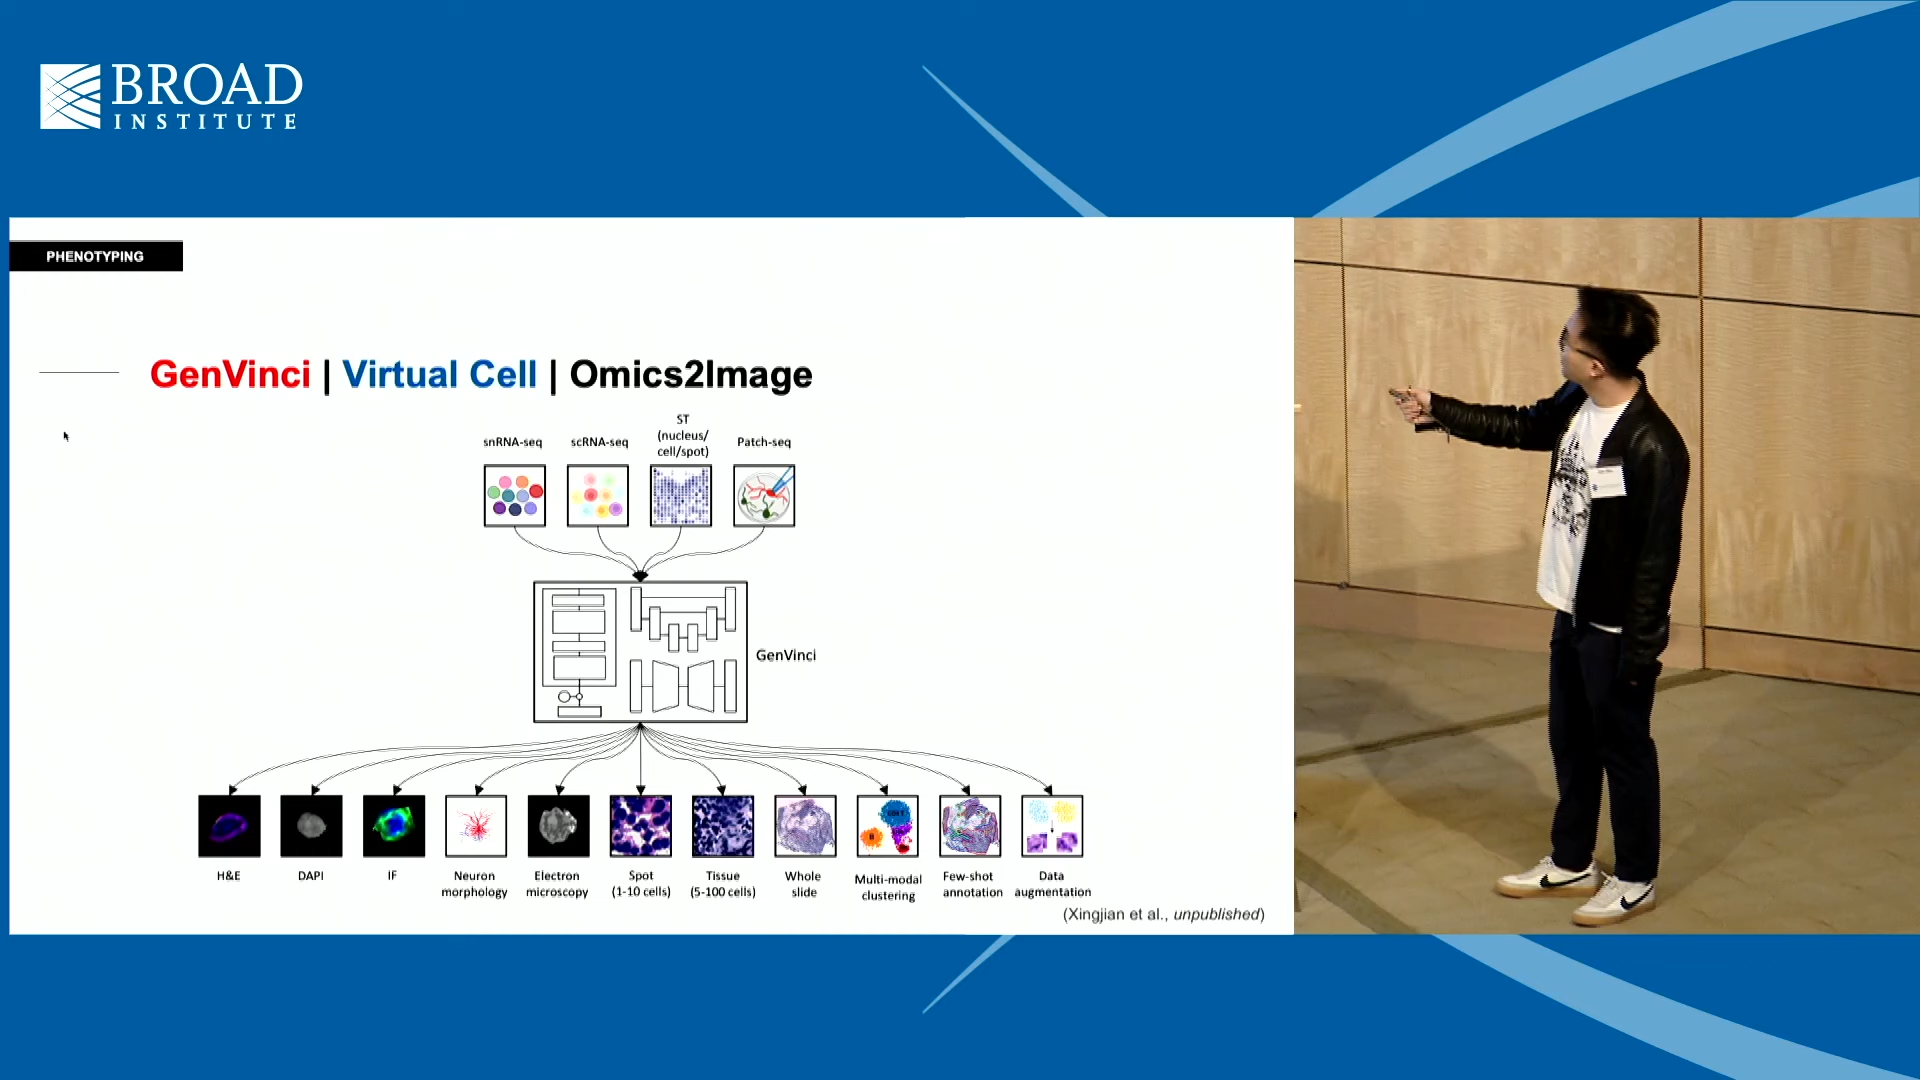 BROAD
INSTITUTE
PHENOTYPING
GenVinci | Virtual Cell | Omics2Image
snRNA-seq
scRNA-seq
ST
(nucleus/
cell/spot)
Patch-seq
GenVinci
H&E
DAPI
IF
Neuron
morphology
Electron
microscopy
Spot
(1-10 cells)
Tissue
(5-100 cells)
Whole
slide
Multi-modal
clustering
Few-shot
annotation
Data
augmentation
(Xingjian et al., unpublished)